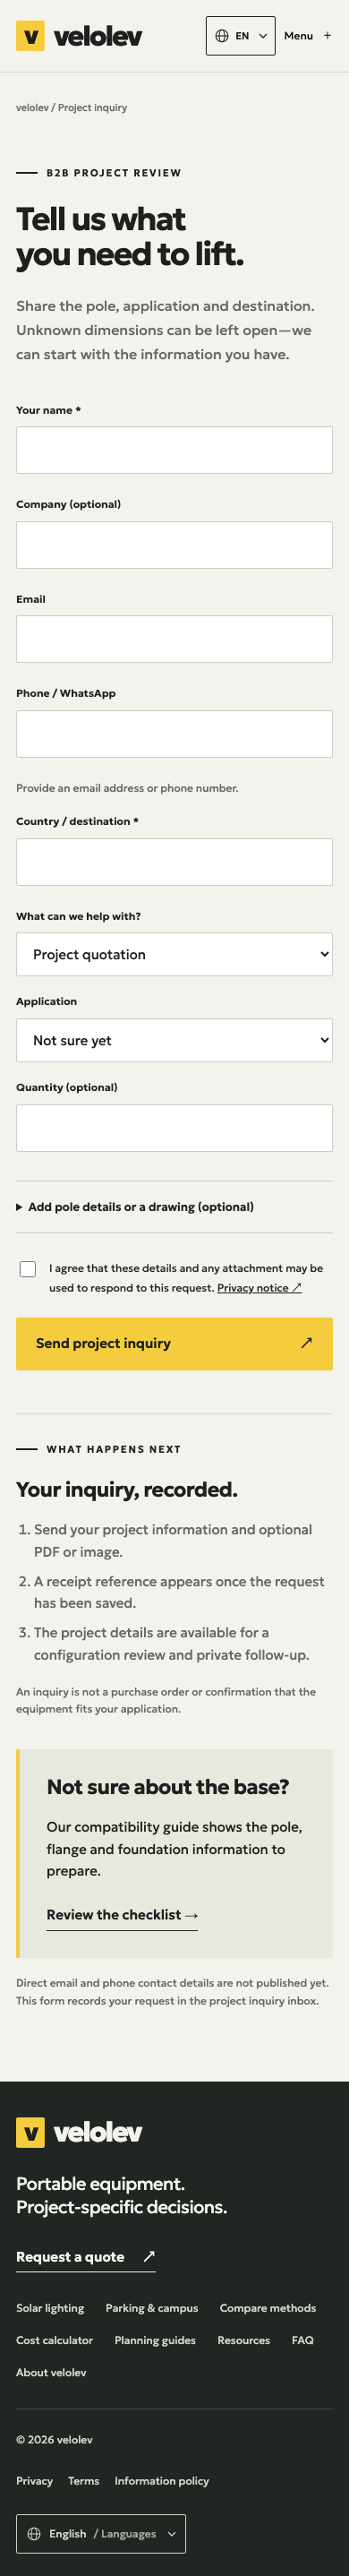 v velolev
EN
Menu +
velolev / Project inquiry
B2B PROJECT REVIEW
Tell us what
you need to lift.
Share the pole, application and destination.
Unknown dimensions can be left open—we
can start with the information you have.
Your name *
Company (optional)
Email
Phone / WhatsApp
Provide an email address or phone number.
Country / destination *
What can we help with?
Project quotation
Application
Not sure yet
Quantity (optional)
▶ Add pole details or a drawing (optional)
I agree that these details and any attachment may be
used to respond to this request. Privacy notice ↗
Send project inquiry ↗
WHAT HAPPENS NEXT
Your inquiry, recorded.
1. Send your project information and optional
PDF or image.
2. A receipt reference appears once the request
has been saved.
3. The project details are available for a
configuration review and private follow-up.
An inquiry is not a purchase order or confirmation that the
equipment fits your application.
Not sure about the base?
Our compatibility guide shows the pole,
flange and foundation information to
prepare.
Review the checklist →
Direct email and phone contact details are not published yet.
This form records your request in the project inquiry inbox.
v velolev
Portable equipment.
Project-specific decisions.
Request a quote ↗
Solar lighting Parking & campus Compare methods
Cost calculator Planning guides Resources FAQ
About velolev
© 2026 velolev
Privacy Terms Information policy
English / Languages